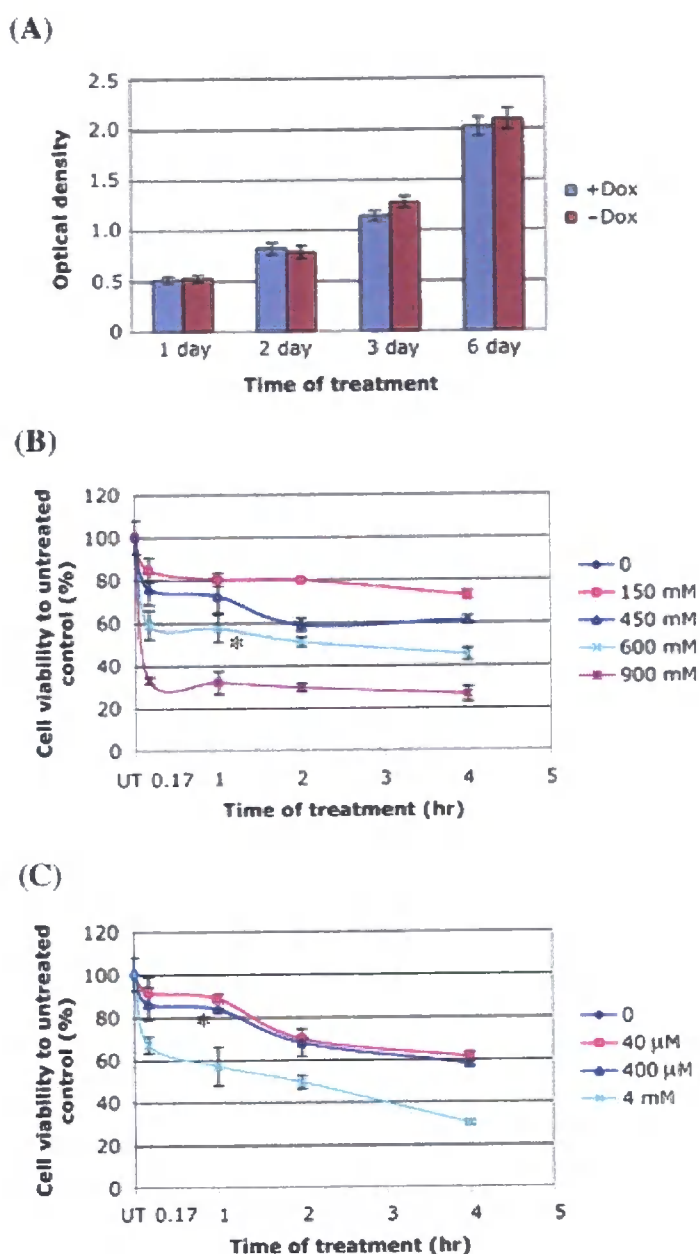 (A)
2.5
2.0
1.5
1.0
0.5
0
Optical density
+Dox
-Dox
1 day 2 day 3 day 6 day
Time of treatment
(B)
120
100
80
60
40
20
0
Cell viability to untreated
control (%)
*
0
150 mM
450 mM
600 mM
900 mM
UT 0.17 1 2 3 4 5
Time of treatment (hr)
(C)
120
100
80
60
40
20
0
Cell viability to untreated
control (%)
*
0
40 μM
400 μM
4 mM
UT 0.17 1 2 3 4 5
Time of treatment (hr)